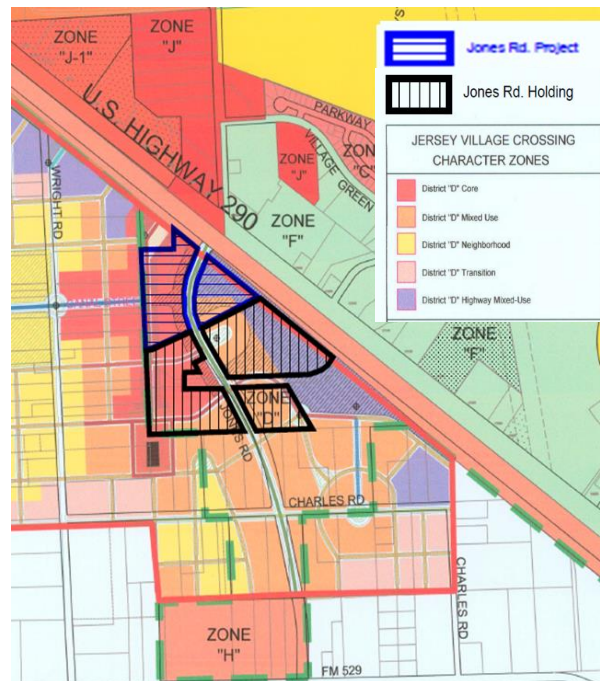 ZONE
"J-1"
ZONE
"J"
Jones Rd. Project
Jones Rd. Holding
JERSEY VILLAGE CROSSING
CHARACTER ZONES
District "D" Core
District "D" Mixed Use
District "D" Neighborhood
District "D" Transition
District "D" Highway Mixed-Use
U.S. HIGHWAY 290
PARKWAY
VILLAGE GREEN
ZONE
"J"
ZON
"C"
WRIGHT RD
ZONE
"F"
ZONE
"F"
ZONE
"D"
JONES RD
CHARLES RD
CHARLES RD
ZONE
"H"
FM 529